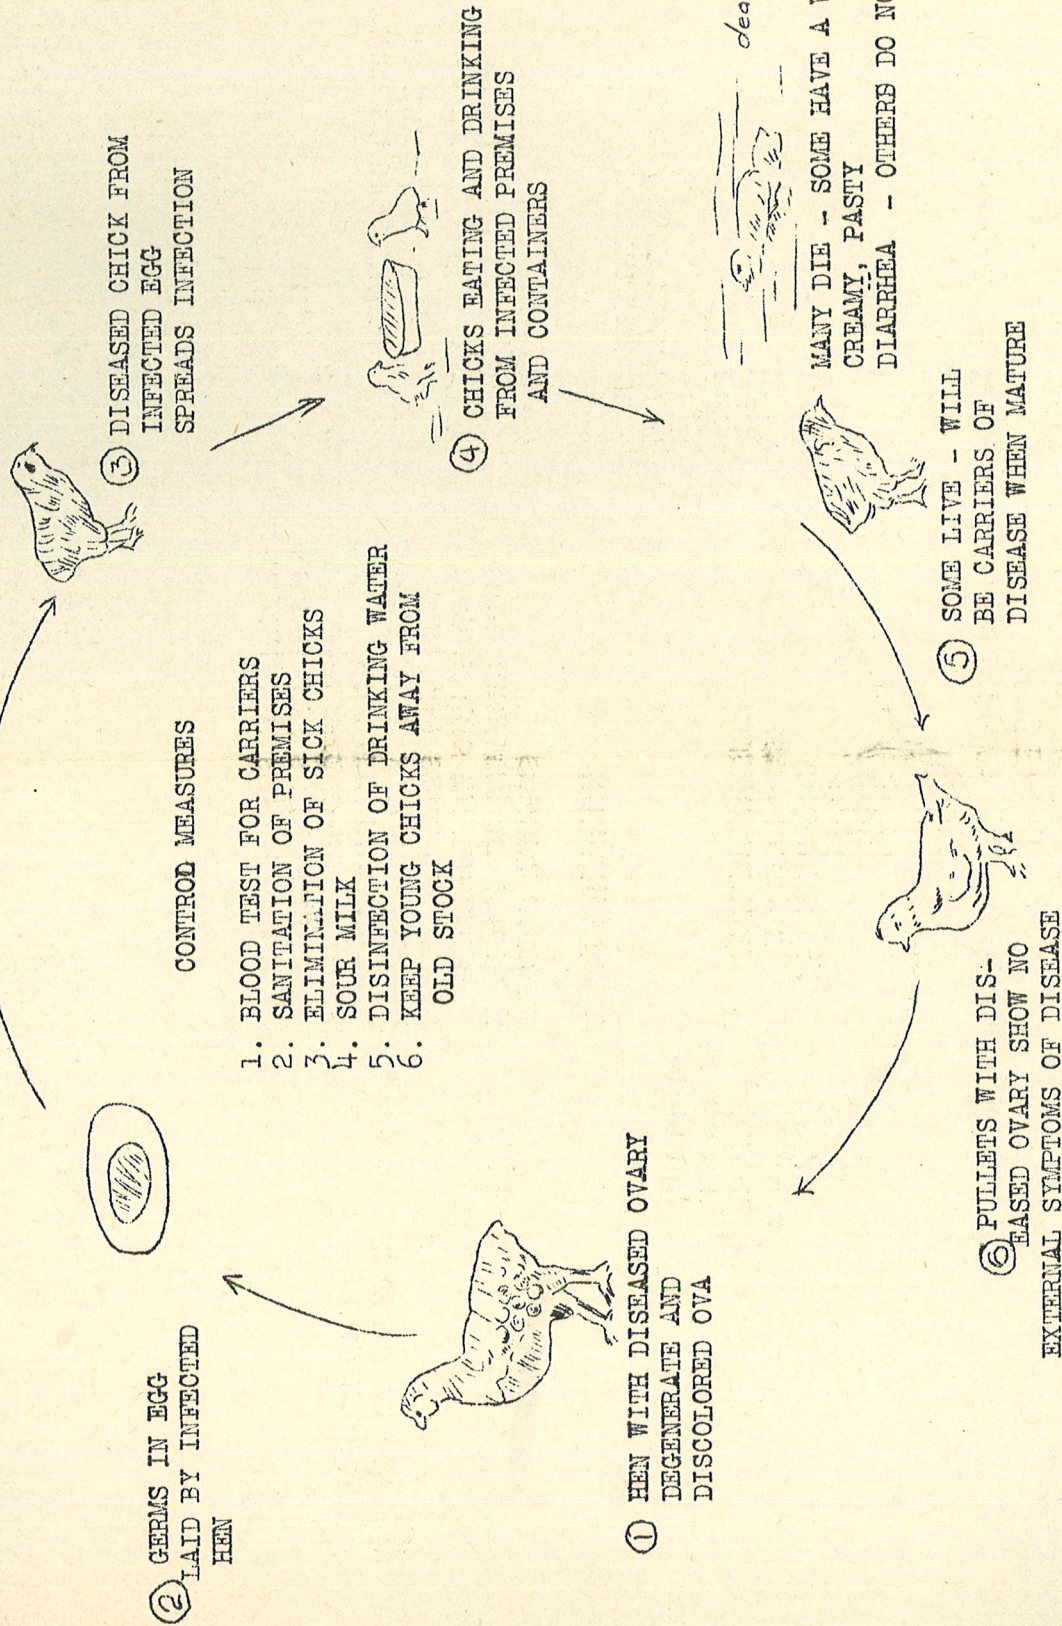 ② GERMS IN EGG
LAID BY INFECTED
HEN
③ DISEASED CHICK FROM
INFECTED EGG
SPREADS INFECTION
CONTROD MEASURES
1. BLOOD TEST FOR CARRIERS
2. SANITATION OF PREMISES
3. ELIMINATION OF SICK CHICKS
4. SOUR MILK
5. DISINFECTION OF DRINKING WATER
6. KEEP YOUNG CHICKS AWAY FROM
OLD STOCK
④ CHICKS EATING AND DRINKING
FROM INFECTED PREMISES
AND CONTAINERS
MANY DIE - SOME HAVE A
CREAMY, PASTY
DIARRHEA - OTHERS DO
⑤ SOME LIVE - WILL
BE CARRIERS OF
DISEASE WHEN MATURE
⑥ PULLETS WITH DIS-
EASED OVARY SHOW NO
EXTERNAL SYMPTOMS OF DISEASE
① HEN WITH DISEASED OVARY
DEGENERATE AND
DISCOLORED OVA